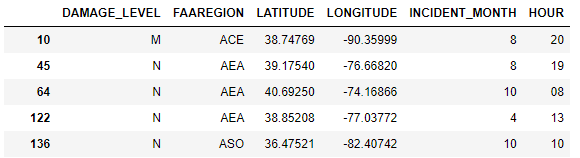 DAMAGE_LEVEL FAAREGION LATITUDE LONGITUDE INCIDENT_MONTH HOUR
10 M ACE 38.74769 -90.35999 8 20
45 N AEA 39.17540 -76.66820 8 19
64 N AEA 40.69250 -74.16866 10 08
122 N AEA 38.85208 -77.03772 4 13
136 N ASO 36.47521 -82.40742 10 10